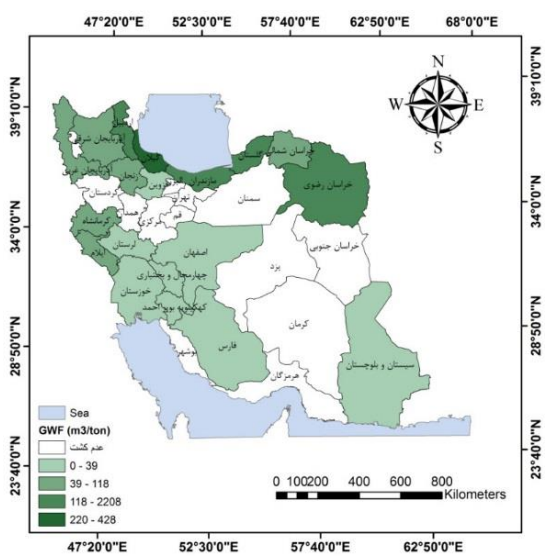 47°20'0"E 52°30'0"E 57°40'0"E 62°50'0"E 68°0'0"E
39°10'0"N
34°0'0"N
28°50'0"N
23°40'0"N
39°10'0"N
34°0'0"N
28°50'0"N
23°40'0"N
N
W E
S
آذربایجان شرقی
آذربایجان غربی
زنجان
قزوین
مازندران
خراسان شمالی
خراسان رضوی
کردستان
همدان
تهران
سمنان
قم
مرکزی
کرمانشاه
ایلام
لرستان
اصفهان
خراسان جنوبی
یزد
چهارمحال و بختیاری
خوزستان
کهگیلویه بویر احمد
کرمان
فارس
بوشهر
هرمزگان
سیستان و بلوچستان
Sea
GWF (m3/ton)
عدم کشت
0 - 39
39 - 118
118 - 2208
220 - 428
0 100200 400 600 800
Kilometers
47°20'0"E 52°30'0"E 57°40'0"E 62°50'0"E